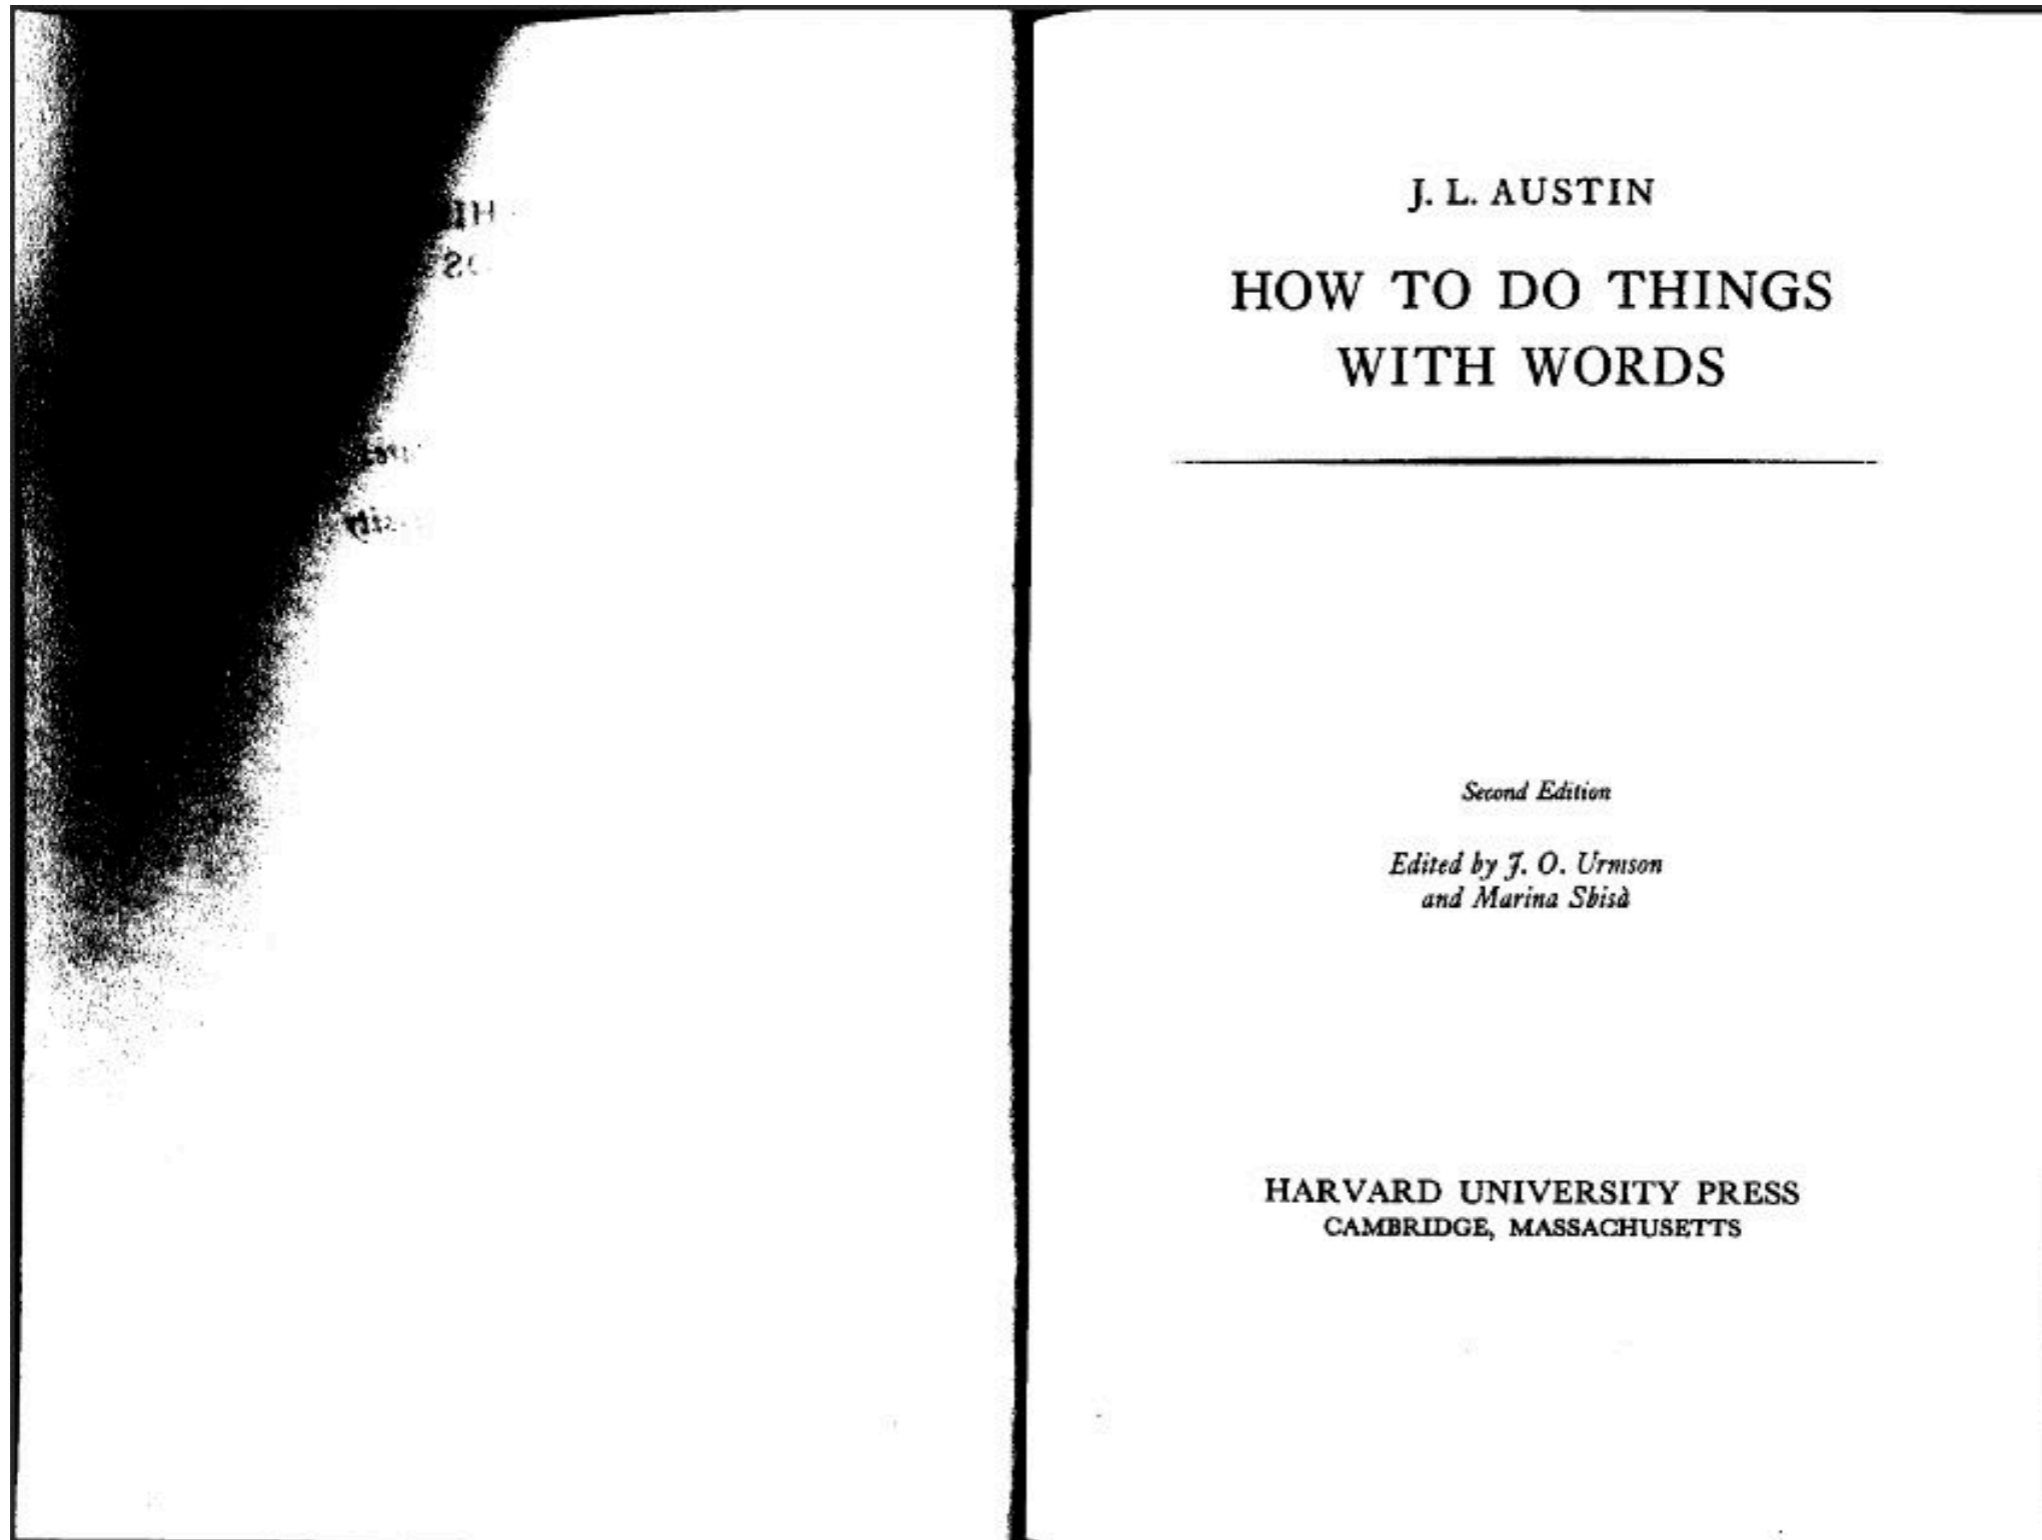 J. L. AUSTIN
HOW TO DO THINGS
WITH WORDS
Second Edition
Edited by J. O. Urmson
and Marina Sbisà
HARVARD UNIVERSITY PRESS
CAMBRIDGE, MASSACHUSETTS